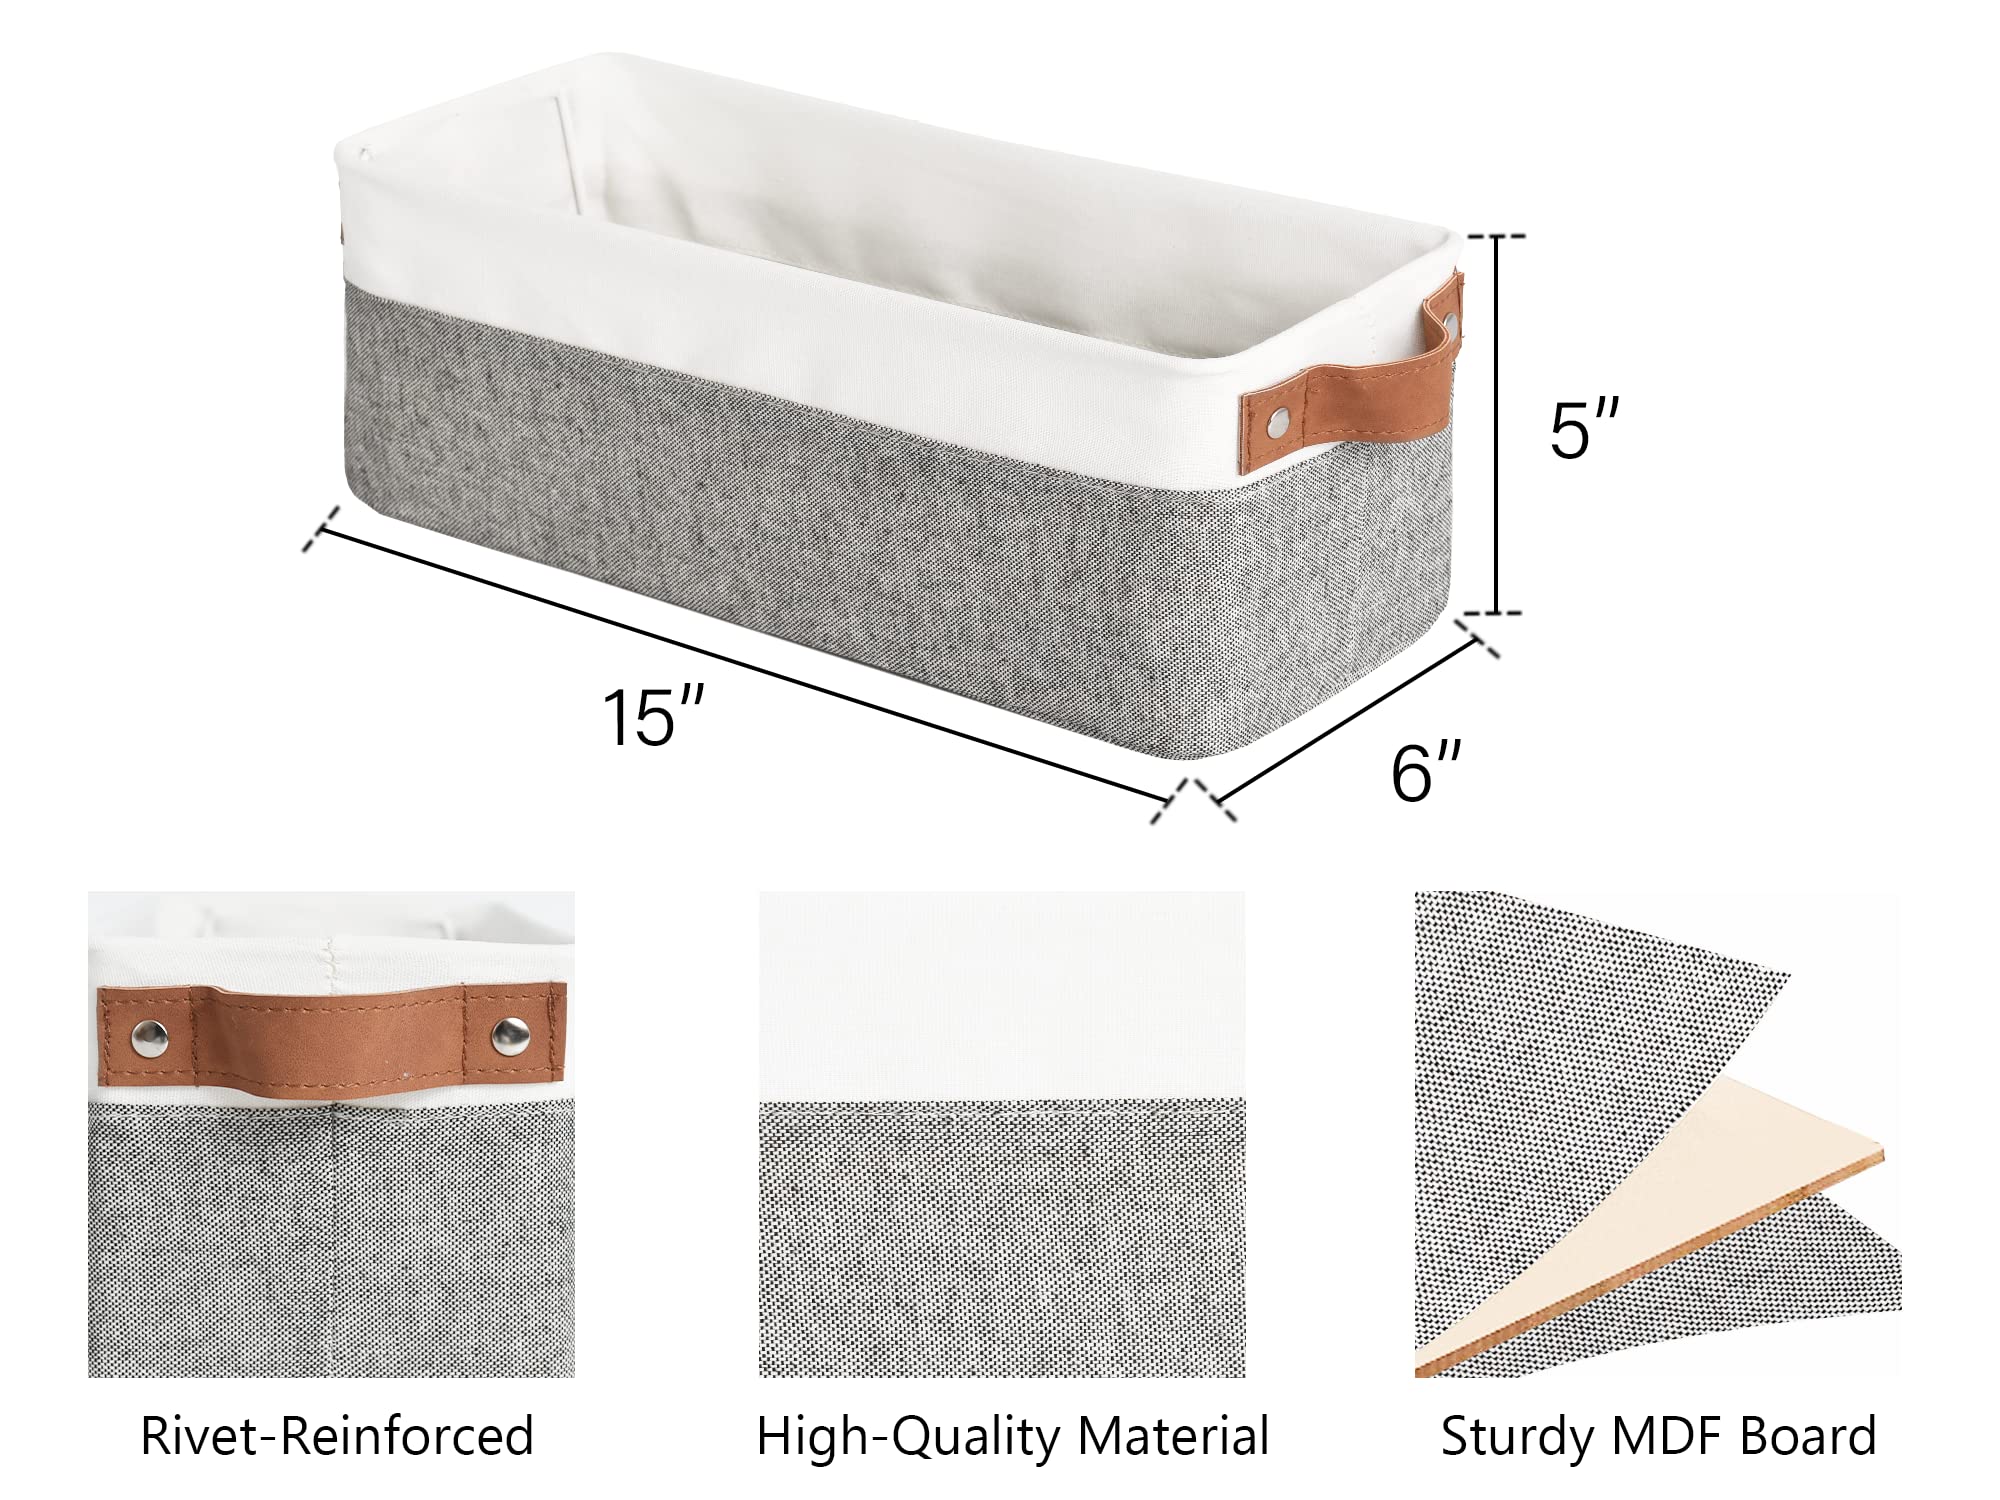 5"
15"
6"
Rivet-Reinforced
High-Quality Material
Sturdy MDF Board